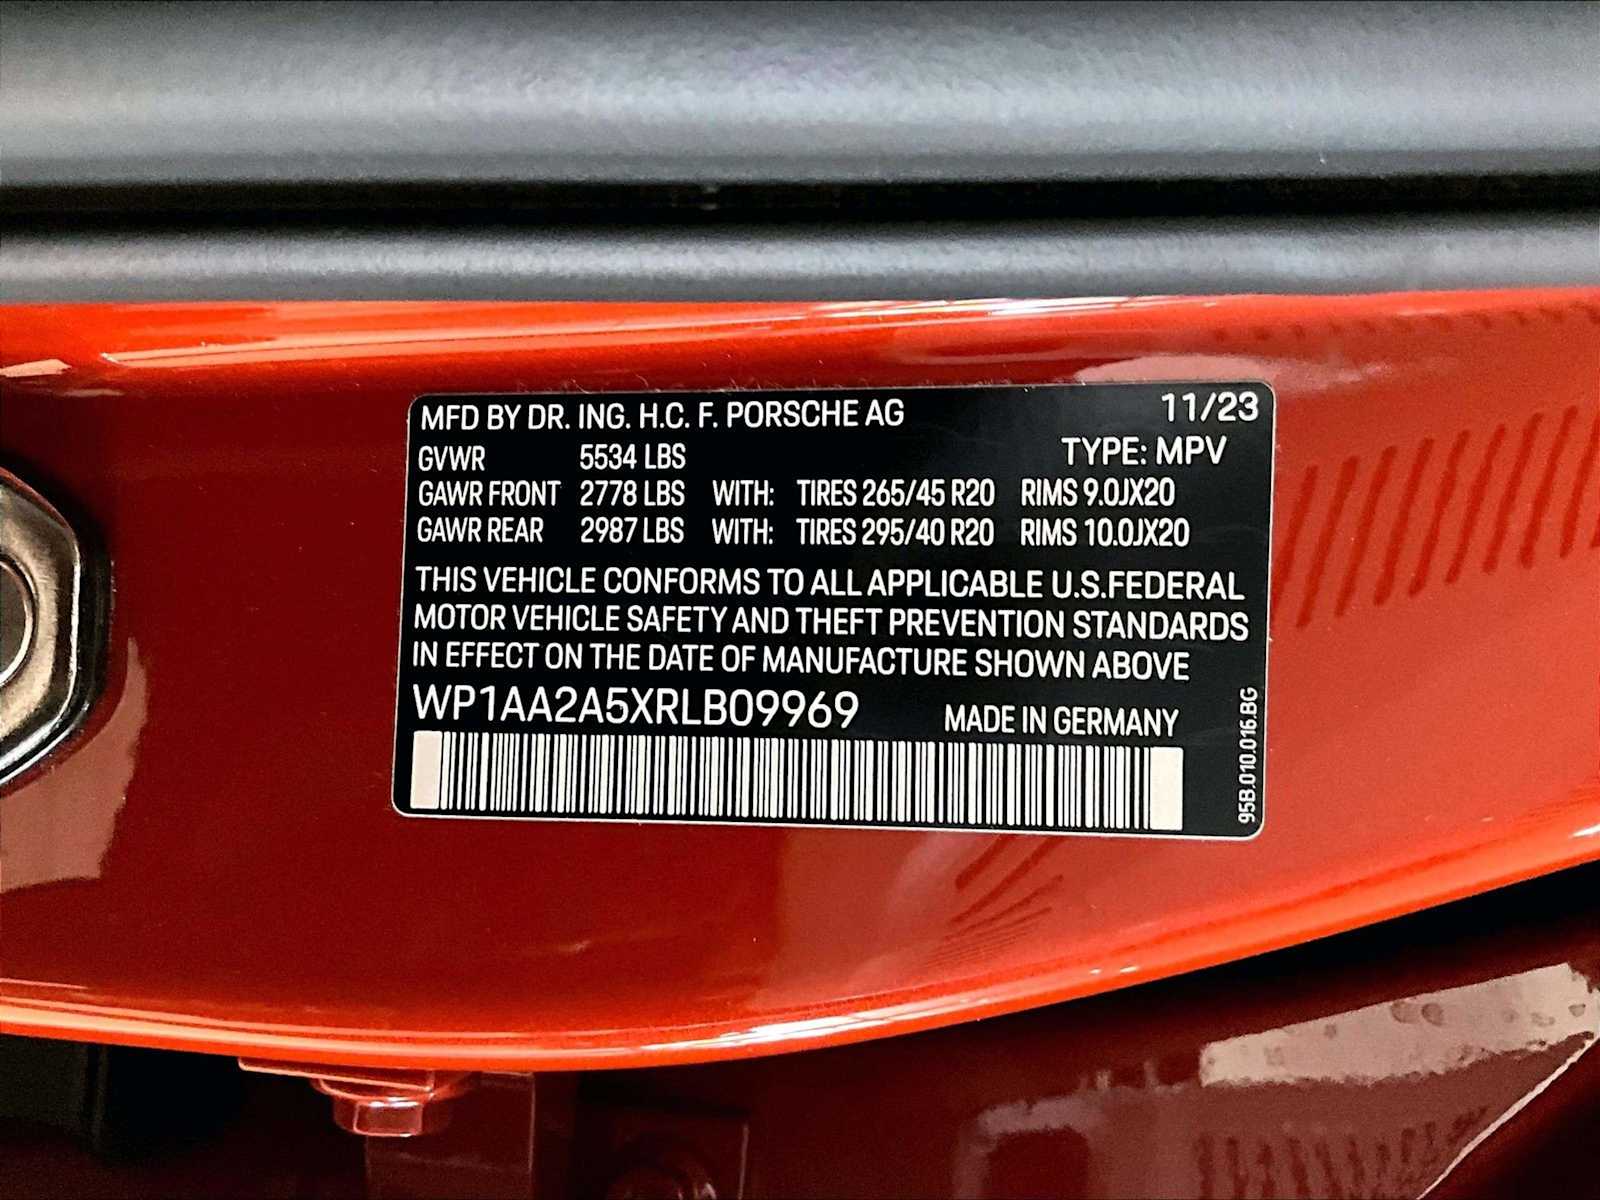 MFD BY DR. ING. H.C. F. PORSCHE AG 11/23
GVWR 5534 LBS TYPE: MPV
GAWR FRONT 2778 LBS WITH: TIRES 265/45 R20 RIMS 9.0JX20
GAWR REAR 2987 LBS WITH: TIRES 295/40 R20 RIMS 10.0JX20
THIS VEHICLE CONFORMS TO ALL APPLICABLE U.S.FEDERAL
MOTOR VEHICLE SAFETY AND THEFT PREVENTION STANDARDS
IN EFFECT ON THE DATE OF MANUFACTURE SHOWN ABOVE
WP1AA2A5XRLB09969 MADE IN GERMANY
95B.010.016.BG